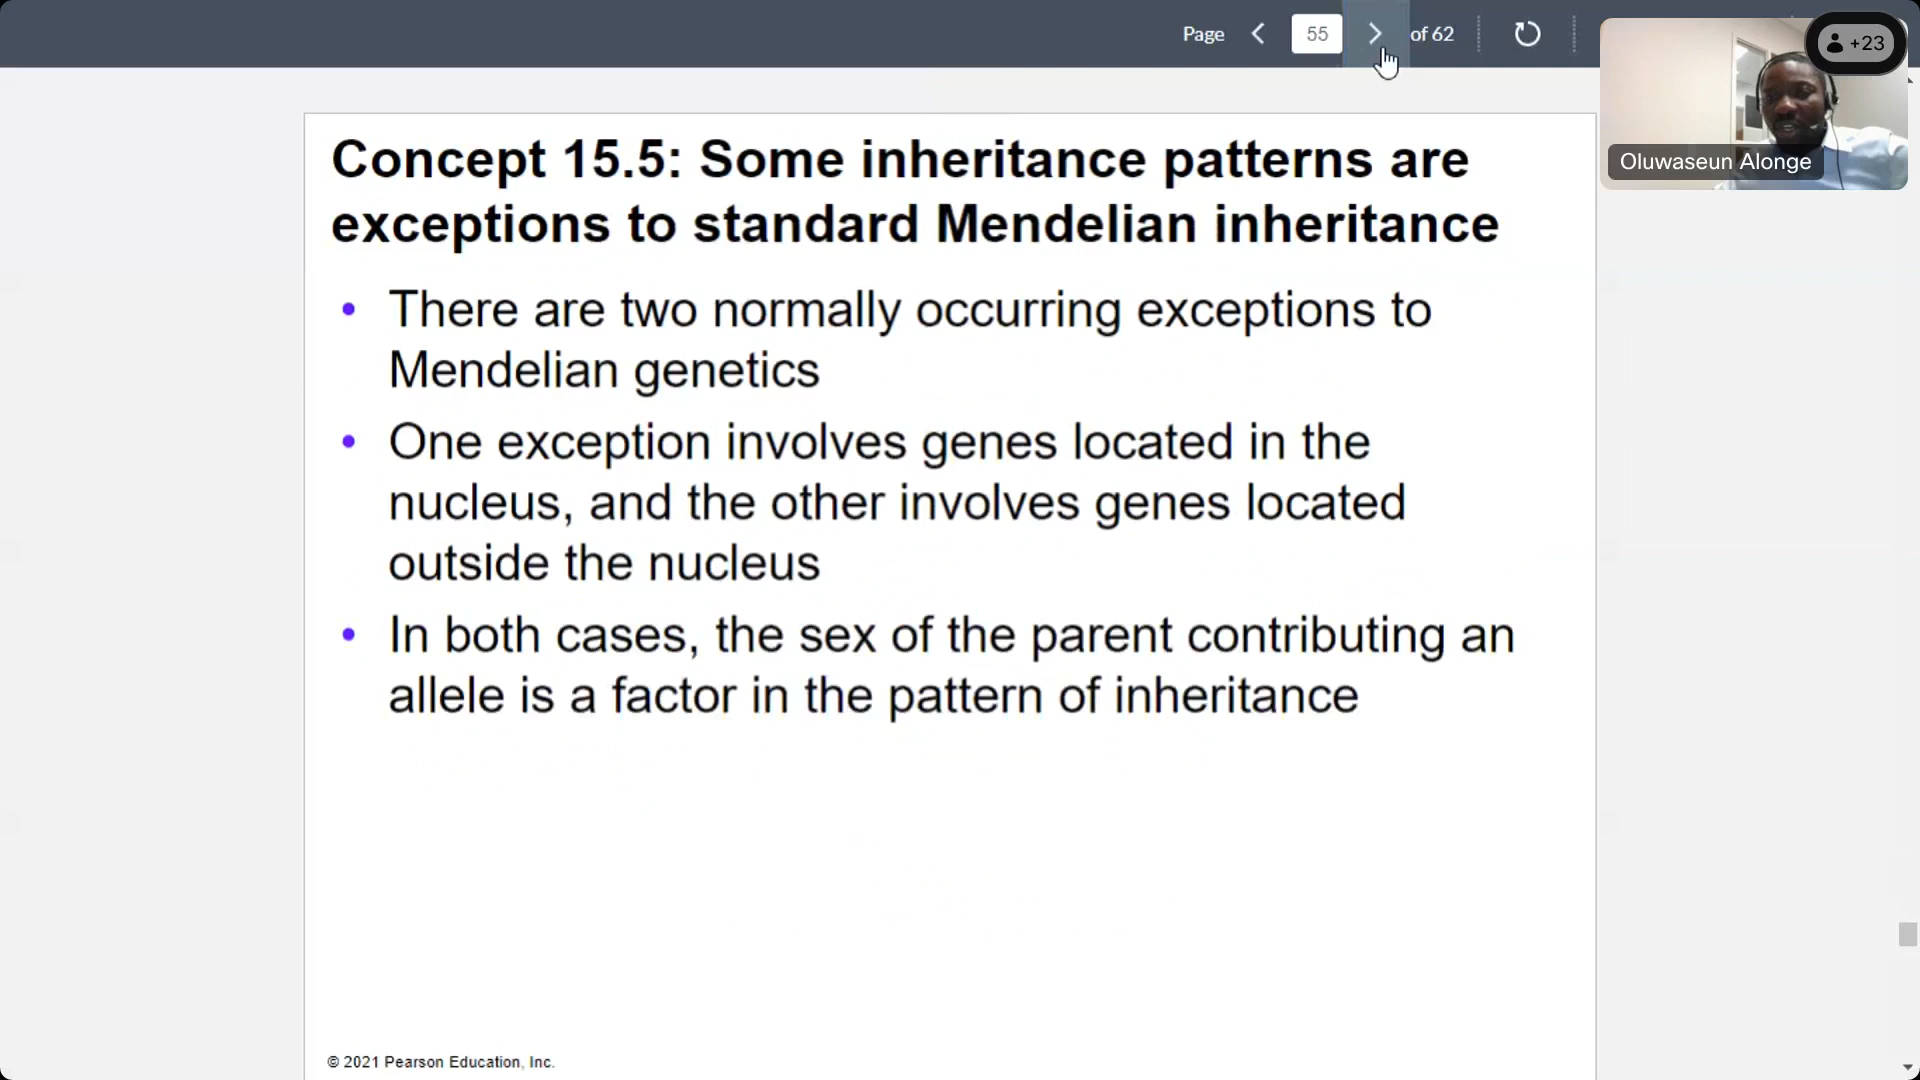 Page 55 of 62
+23
Oluwaseun Alonge
Concept 15.5: Some inheritance patterns are
exceptions to standard Mendelian inheritance
• There are two normally occurring exceptions to
Mendelian genetics
• One exception involves genes located in the
nucleus, and the other involves genes located
outside the nucleus
• In both cases, the sex of the parent contributing an
allele is a factor in the pattern of inheritance
© 2021 Pearson Education, Inc.